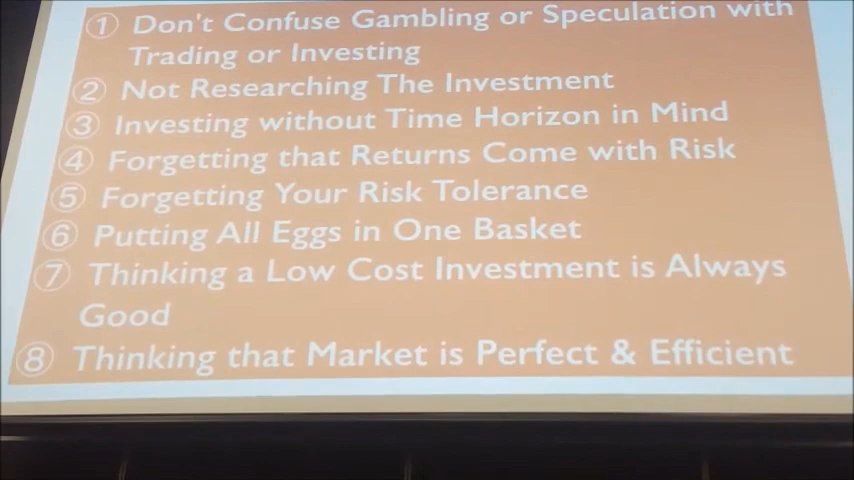 ① Don't Confuse Gambling or Speculation with
Trading or Investing
② Not Researching The Investment
③ Investing without Time Horizon in Mind
④ Forgetting that Returns Come with Risk
⑤ Forgetting Your Risk Tolerance
⑥ Putting All Eggs in One Basket
⑦ Thinking a Low Cost Investment is Always
Good
⑧ Thinking that Market is Perfect & Efficient